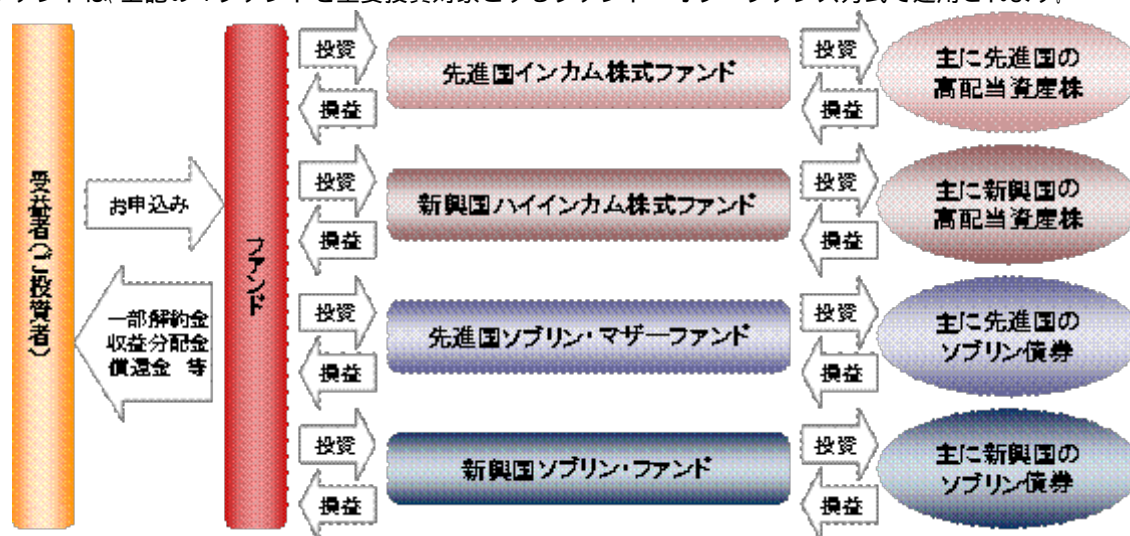 受益者(ご投資者)
お申込み
一部解約金
収益分配金
償還金 等
ファンド
投資
損益
先進国インカム株式ファンド
投資
損益
主に先進国の
高配当資産株
投資
損益
新興国ハイインカム株式ファンド
投資
損益
主に新興国の
高配当資産株
投資
損益
先進国ソブリン・マザーファンド
投資
損益
主に先進国の
ソブリン債券
投資
損益
新興国ソブリン・ファンド
投資
損益
主に新興国の
ソブリン債券